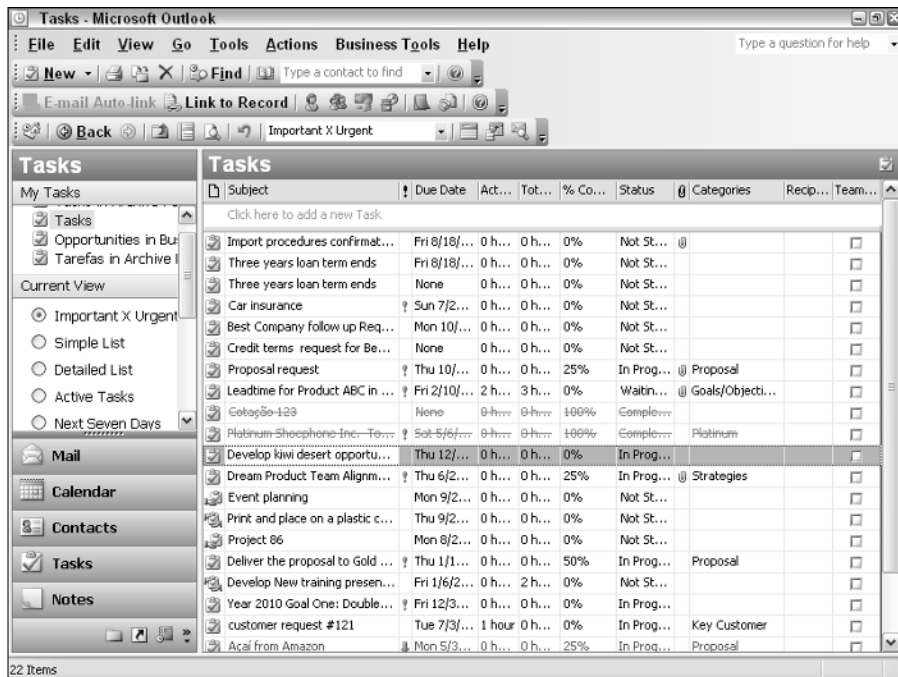 Tasks - Microsoft Outlook
File Edit View Go Tools Actions Business Tools Help Type a question for help
New Find Type a contact to find
E-mail Auto-link Link to Record
Back Important X Urgent
Tasks
My Tasks
Tasks
Opportunities in Bu
Tarefas in Archive
Current View
Important X Urgent
Simple List
Detailed List
Active Tasks
Next Seven Days
Mail
Calendar
Contacts
Tasks
Notes
Tasks
Subject ! Due Date Act... Tot... % Co... Status Categories Recip... Team...
Click here to add a new Task
Import procedures confirmat... Fri 8/18/... 0 h... 0 h... 0% Not St...
Three years loan term ends Fri 8/18/... 0 h... 0 h... 0% Not St...
Three years loan term ends None 0 h... 0 h... 0% Not St...
Car insurance Sun 7/2... 0 h... 0 h... 0% Not St...
Best Company follow up Req... Mon 10/... 0 h... 0 h... 0% Not St...
Credit terms request for Be... None 0 h... 0 h... 0% Not St...
Proposal request Thu 10/... 0 h... 0 h... 25% In Prog... Proposal
Leadtime for Product ABC in ... Fri 2/10/... 2 h... 3 h... 0% Waitin... Goals/Objecti...
Cotação 123 None 0 h... 0 h... 100% Comple...
Platinum Shoephone Inc. To... Sat 5/6/... 0 h... 0 h... 100% Comple... Platinum
Develop kiwi desert opportu... Thu 12/... 0 h... 0 h... 0% In Prog...
Dream Product Team Alignm... Thu 6/2... 0 h... 0 h... 25% In Prog... Strategies
Event planning Mon 9/2... 0 h... 0 h... 0% Not St...
Print and place on a plastic c... Thu 9/2... 0 h... 0 h... 0% Not St...
Project 86 Mon 8/2... 0 h... 0 h... 0% Not St...
Deliver the proposal to Gold ... Thu 1/1... 0 h... 0 h... 50% In Prog... Proposal
Develop New training presen... Fri 1/6/2... 0 h... 2 h... 0% Not St...
Year 2010 Goal One: Double... Fri 12/3... 0 h... 0 h... 0% In Prog...
customer request #121 Tue 7/3/... 1 hour 0 h... 0% In Prog... Key Customer
Açaí from Amazon Mon 5/3... 0 h... 0 h... 25% In Prog... Proposal
22 Items